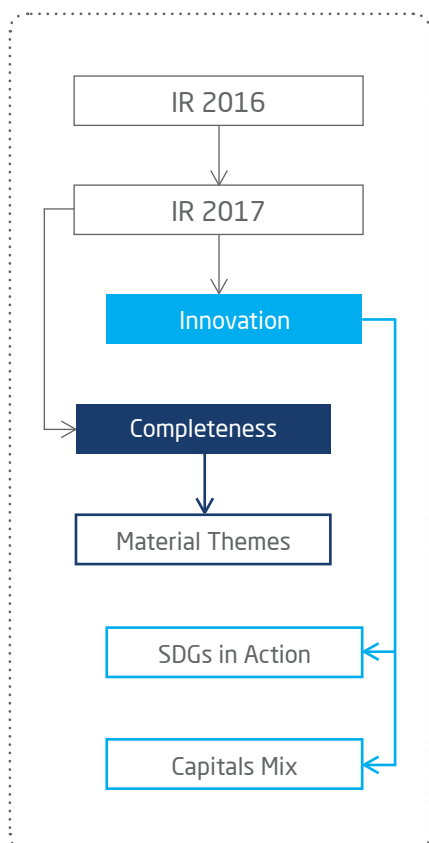 IR 2016
IR 2017
Innovation
Completeness
Material Themes
SDGs in Action
Capitals Mix